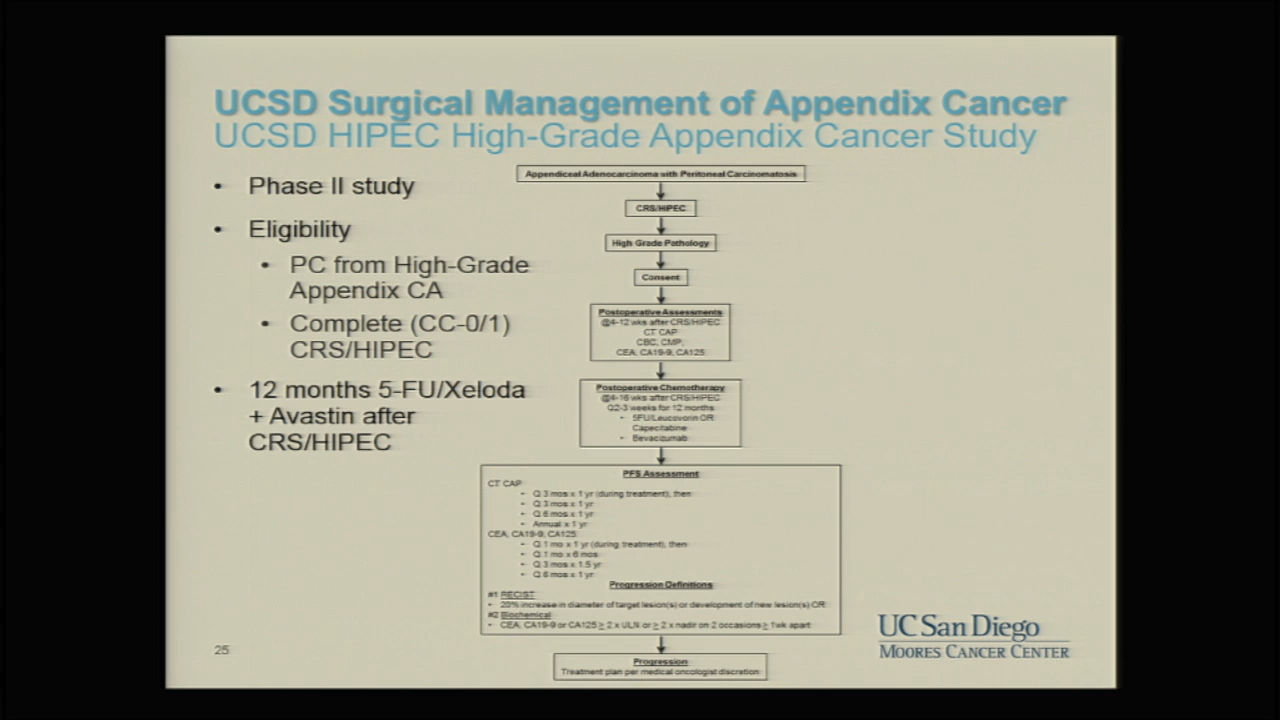 UCSD Surgical Management of Appendix Cancer
UCSD HIPEC High-Grade Appendix Cancer Study
• Phase II study
• Eligibility
• PC from High-Grade
Appendix CA
• Complete (CC-0/1)
CRS/HIPEC
• 12 months 5-FU/Xeloda
+ Avastin after
CRS/HIPEC
Appendiceal Adenocarcinoma with Peritoneal Carcinomatosis
CRS/HIPEC
High Grade Pathology
Consent
Postoperative Assessments
@4-12 wks after CRS/HIPEC
CT CAP
CBC, CMP,
CEA, CA19-9, CA125
Postoperative Chemotherapy
@4-16 wks after CRS/HIPEC
Q2-3 weeks for 12 months
• 5FU/Leucovorin OR
Capecitabine
• Bevacizumab
PFS Assessment
CT CAP
- Q 3 mos x 1 yr (during treatment), then
- Q 3 mos x 1 yr
- Q 6 mos x 1 yr
- Annual x 1 yr
CEA, CA19-9, CA125
- Q 1 mo x 1 yr (during treatment), then
- Q 1 mo x 6 mos
- Q 3 mos x 1.5 yr
- Q 6 mos x 1 yr
Progression Definitions
#1 RECIST
• 20% increase in diameter of target lesion(s) or development of new lesion(s) OR
#2 Biochemical
• CEA, CA19-9 or CA125 ≥ 2 x ULN or ≥ 2 x nadir on 2 occasions ≥ 1wk apart
Progression
Treatment plan per medical oncologist discretion
25
UC San Diego
MOORES CANCER CENTER